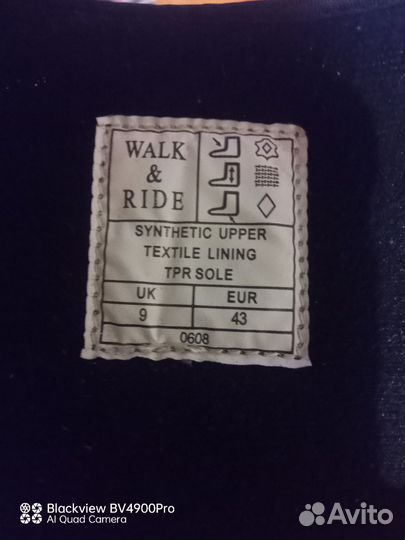 WALK
&
RIDE
SYNTHETIC UPPER
TEXTILE LINING
TPR SOLE
UK EUR
9 43
0608
Blackview BV4900Pro
AI Quad Camera
Avito